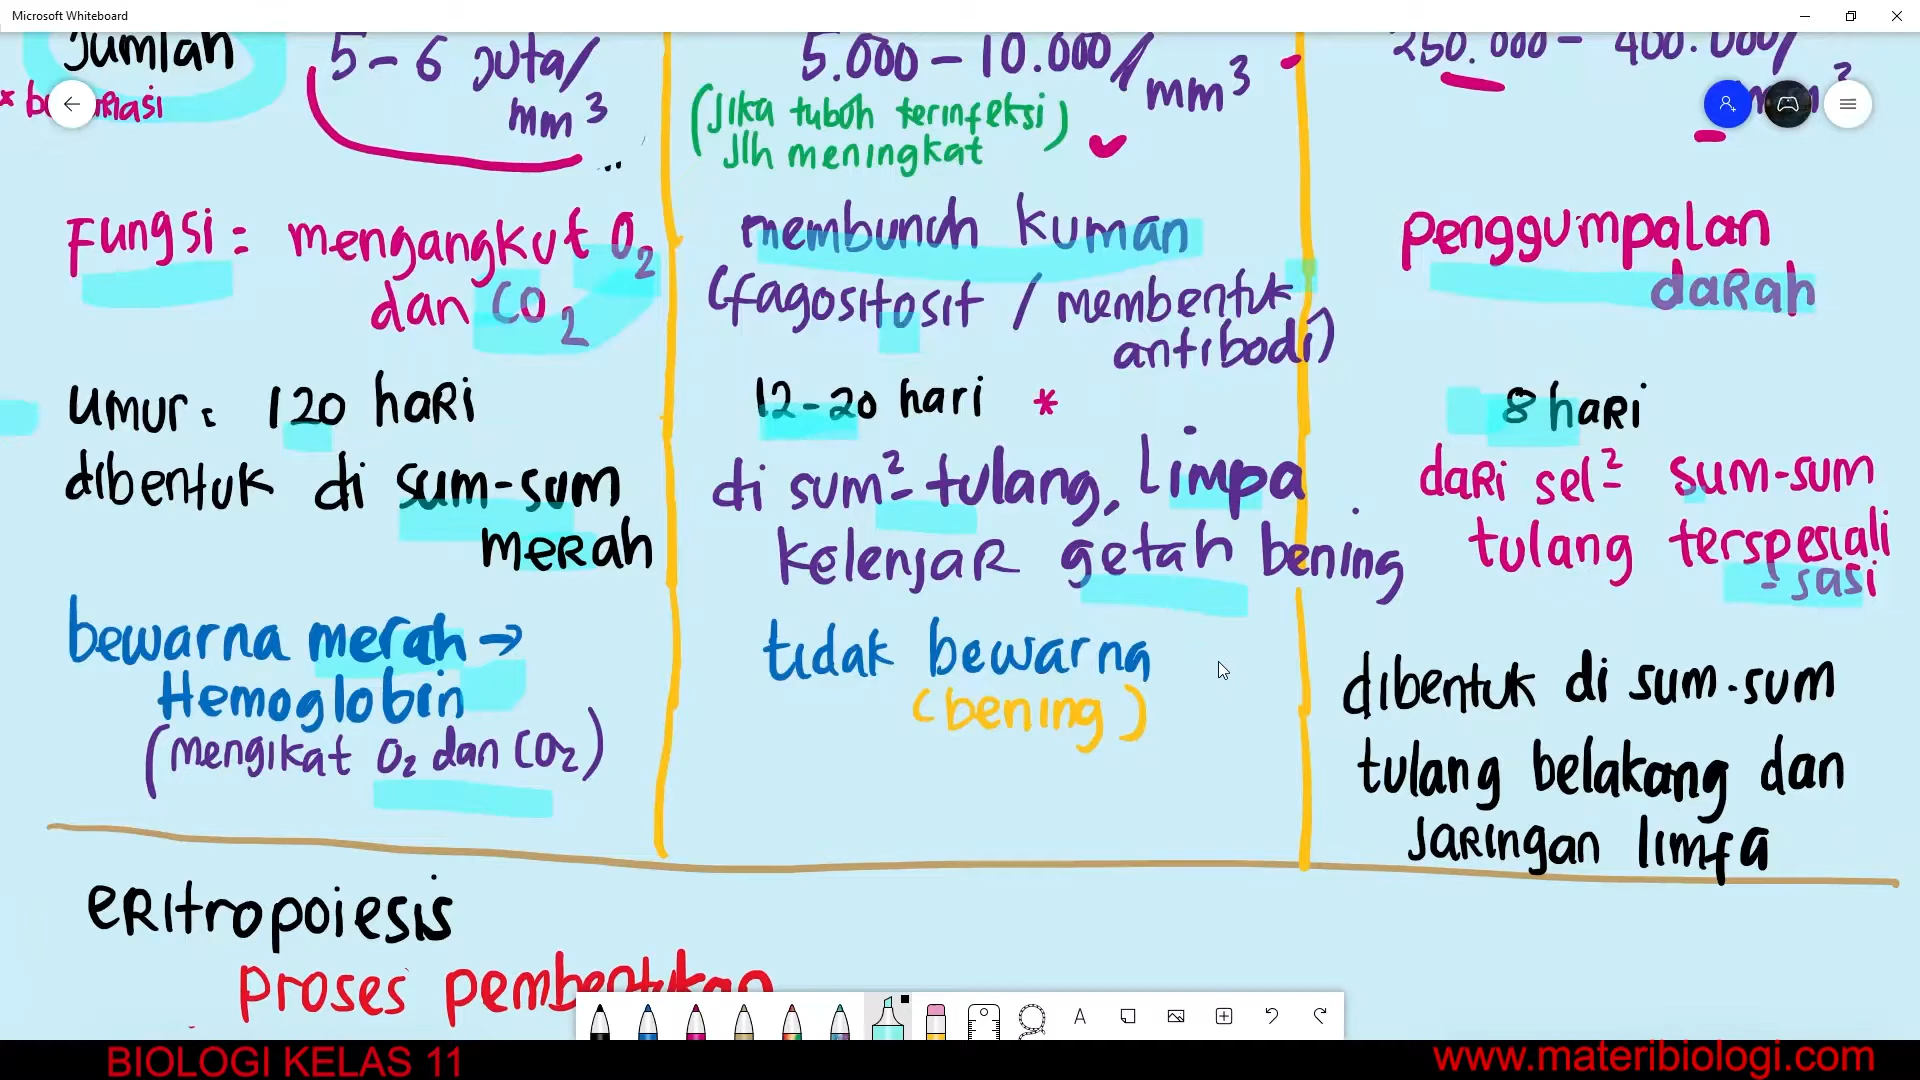 Microsoft Whiteboard
Jumlah
5 - 6 juta/
mm3
5.000 - 10.000/
mm3
250.000 - 400.000/
(Jika tubuh terinfeksi)
Jlh meningkat
Fungsi : mengangkut O2
dan CO2
membunuh kuman
(fagositosit / membentuk
antibodi)
penggumpalan
darah
Umur : 120 hari
12-20 hari *
8 hari
dibentuk di sum-sum
merah
di sum2 tulang, Limpa
Kelenjar getah bening
dari sel2 sum-sum
tulang terspesiali
- sasi
bewarna merah →
Hemoglobin
(mengikat O2 dan CO2)
tidak bewarna
(bening)
dibentuk di sum-sum
tulang belakang dan
Jaringan limfa
Eritropoiesis
Proses pembentukan
BIOLOGI KELAS 11
www.materibiologi.com